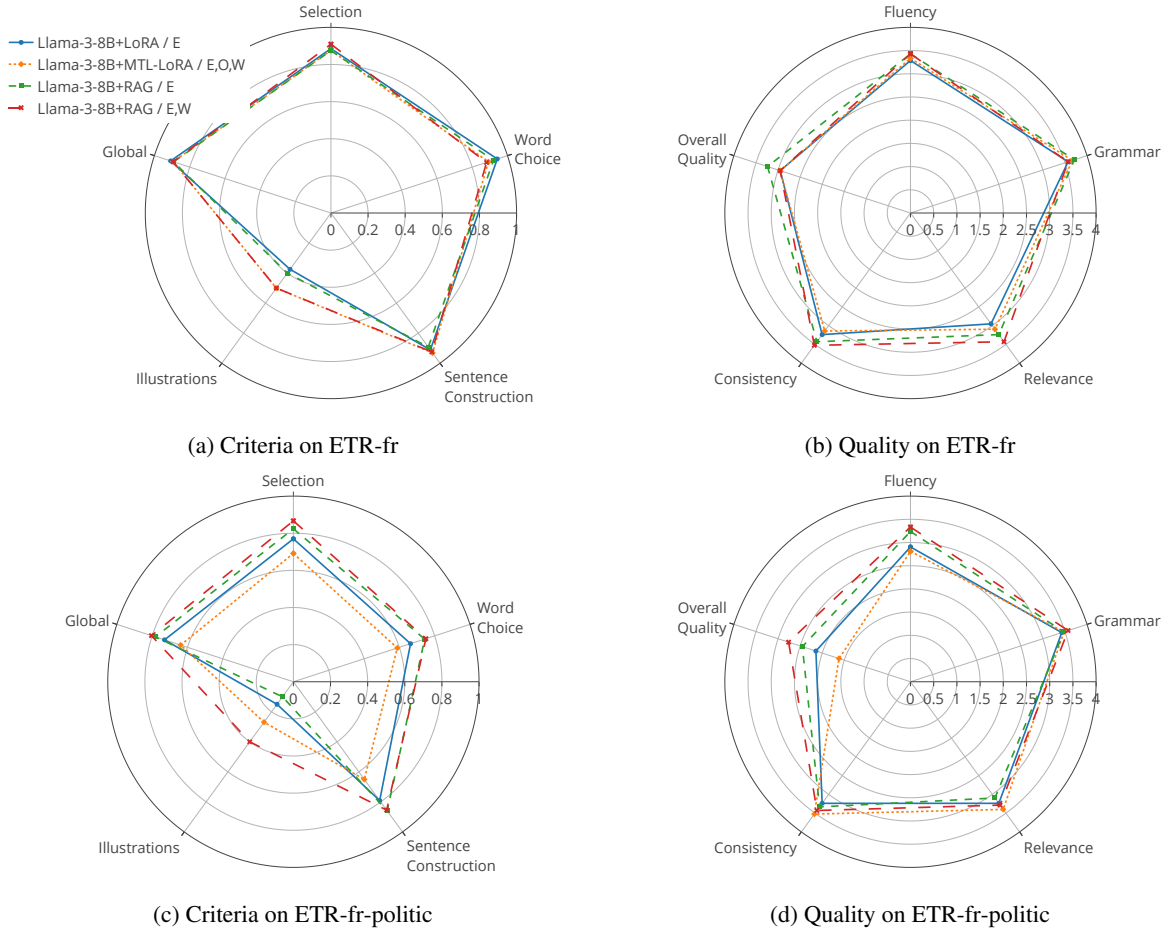 Selection
Llama-3-8B+LoRA / E
Llama-3-8B+MTL-LoRA / E,O,W
Llama-3-8B+RAG / E
Llama-3-8B+RAG / E,W
Global
Word
Choice
0 0.2 0.4 0.6 0.8 1
Illustrations
Sentence
Construction
(a) Criteria on ETR-fr
Fluency
Overall
Quality
Grammar
0 0.5 1 1.5 2 2.5 3 3.5 4
Consistency
Relevance
(b) Quality on ETR-fr
Selection
Global
Word
Choice
0 0.2 0.4 0.6 0.8 1
Illustrations
Sentence
Construction
(c) Criteria on ETR-fr-politic
Fluency
Overall
Quality
Grammar
0 0.5 1 1.5 2 2.5 3 3.5 4
Consistency
Relevance
(d) Quality on ETR-fr-politic